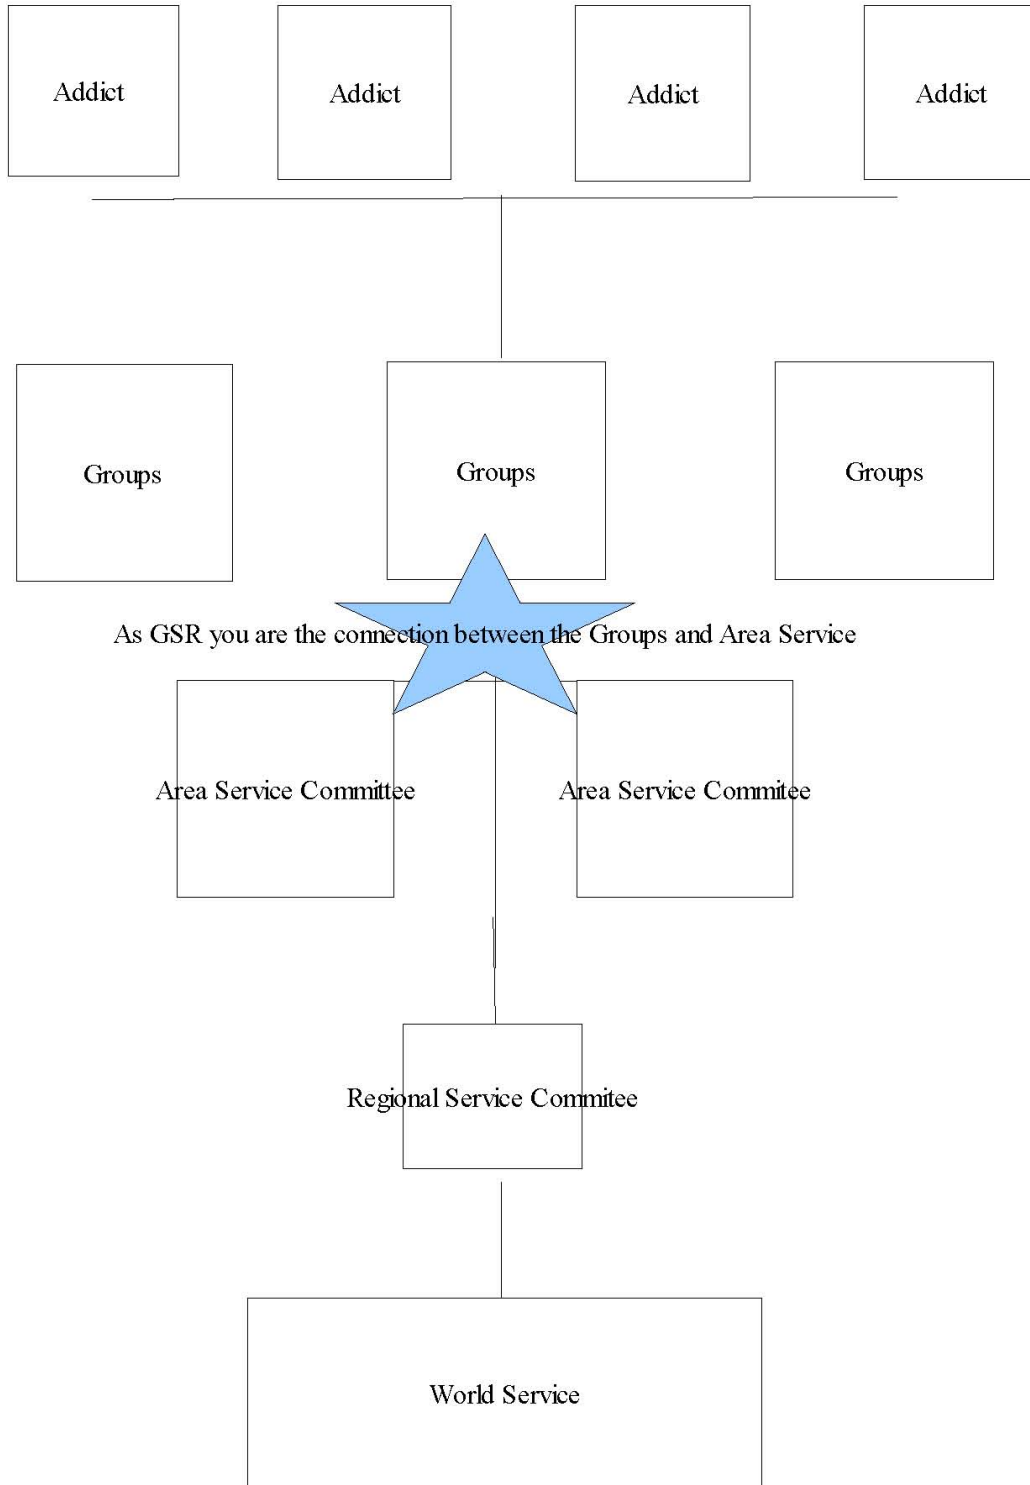 Addict
Addict
Addict
Addict
Groups
Groups
Groups
As GSR you are the connection between the Groups and Area Service
Area Service Committee
Area Service Commitee
Regional Service Commitee
World Service